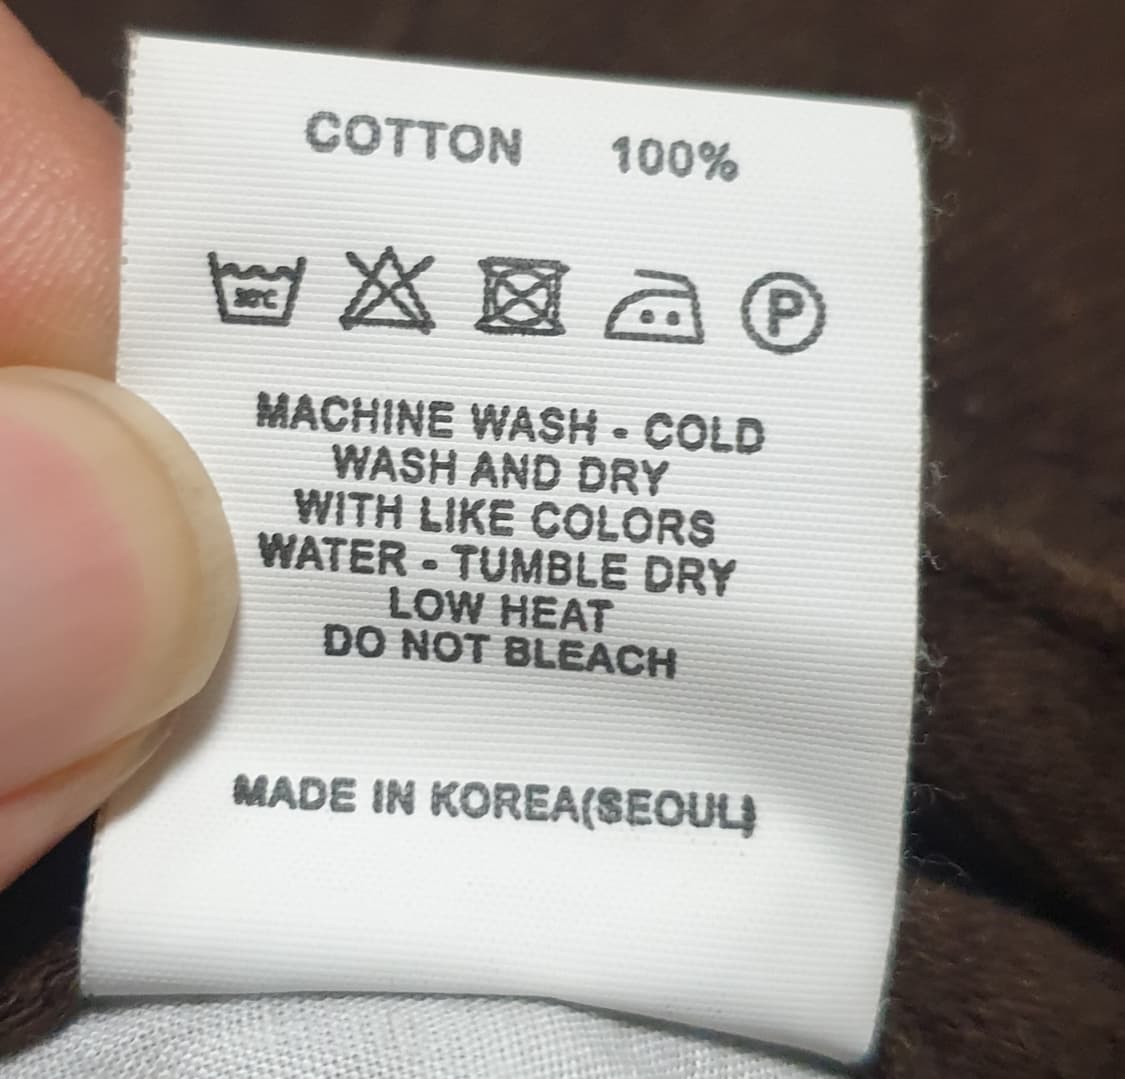 COTTON 100%
30°C
P
MACHINE WASH - COLD
WASH AND DRY
WITH LIKE COLORS
WATER - TUMBLE DRY
LOW HEAT
DO NOT BLEACH
MADE IN KOREA(SEOUL)